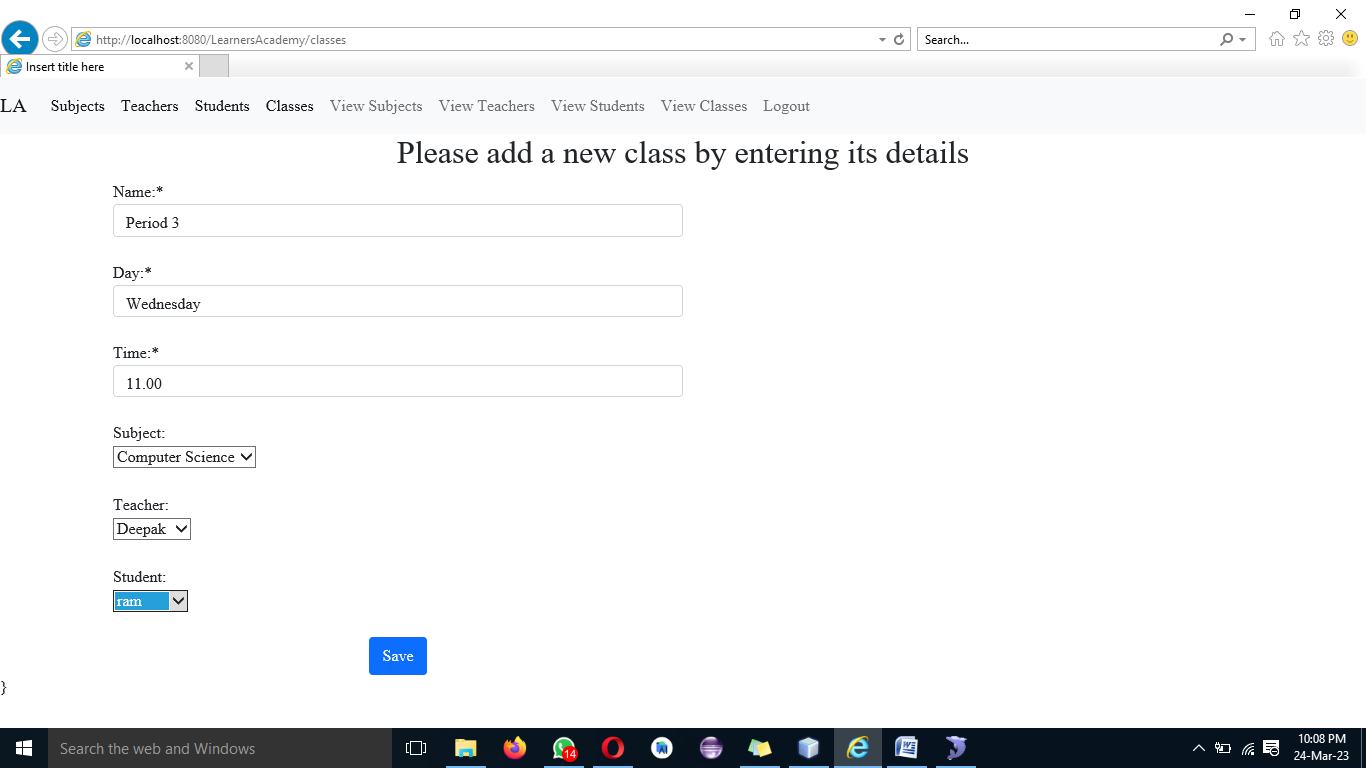 http://localhost:8080/LearnersAcademy/classes
Search...
Insert title here
LA Subjects Teachers Students Classes View Subjects View Teachers View Students View Classes Logout
Please add a new class by entering its details
Name:*
Period 3
Day:*
Wednesday
Time:*
11.00
Subject:
Computer Science
Teacher:
Deepak
Student:
ram
Save
}
Search the web and Windows
14
10:08 PM
24-Mar-23